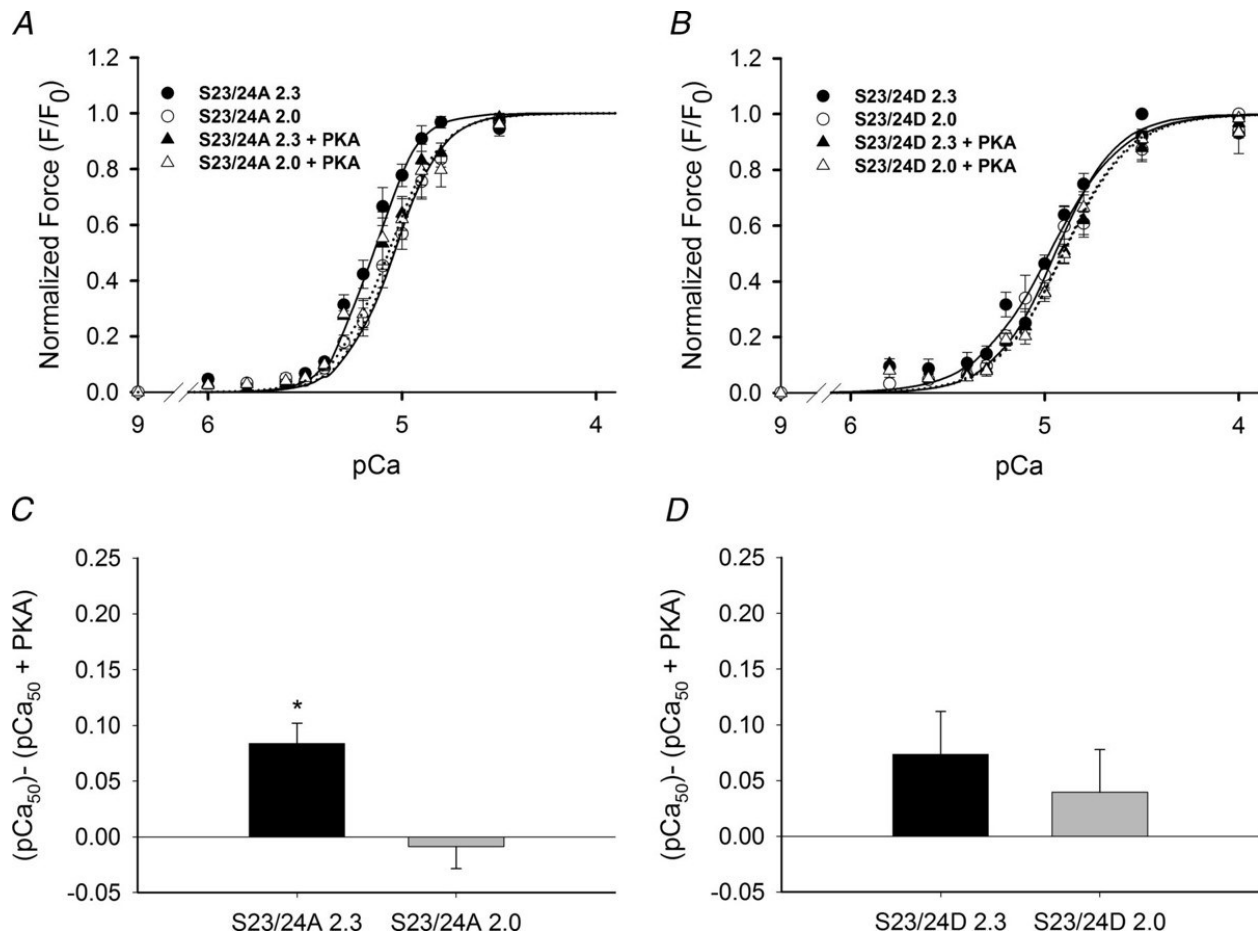 A
Normalized Force (F/F₀)
1.2
1.0
0.8
0.6
0.4
0.2
0.0
S23/24A 2.3
S23/24A 2.0
S23/24A 2.3 + PKA
S23/24A 2.0 + PKA
9 6 5 4
pCa
B
Normalized Force (F/F₀)
1.2
1.0
0.8
0.6
0.4
0.2
0.0
S23/24D 2.3
S23/24D 2.0
S23/24D 2.3 + PKA
S23/24D 2.0 + PKA
9 6 5 4
pCa
C
(pCa₅₀)- (pCa₅₀ + PKA)
0.25
0.20
0.15
0.10
0.05
0.00
-0.05
*
S23/24A 2.3 S23/24A 2.0
D
(pCa₅₀)- (pCa₅₀ + PKA)
0.25
0.20
0.15
0.10
0.05
0.00
-0.05
S23/24D 2.3 S23/24D 2.0